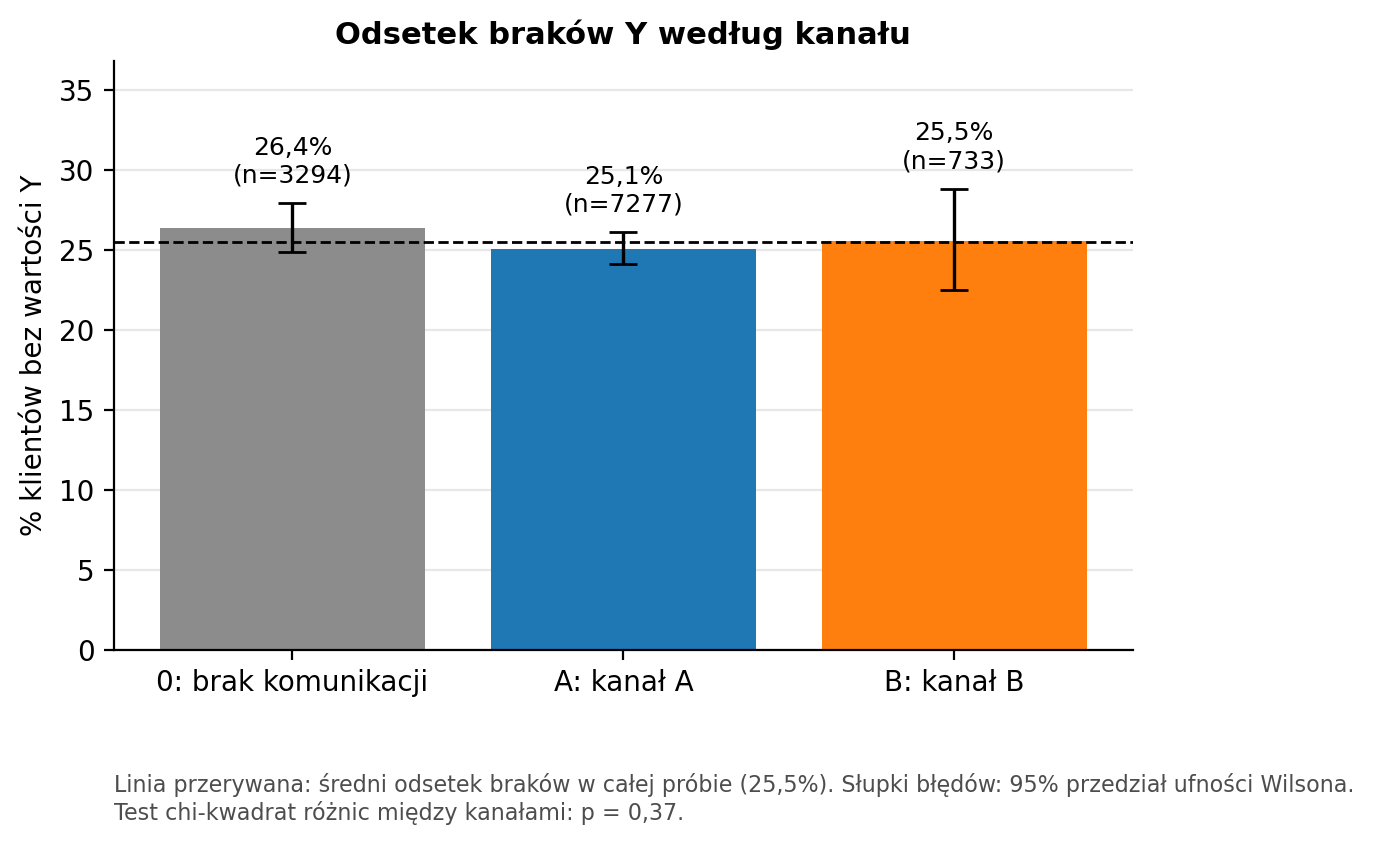 Odsetek braków Y według kanału
% klientów bez wartości Y
35
30
25
20
15
10
5
0
26,4%
(n=3294)
25,1%
(n=7277)
25,5%
(n=733)
0: brak komunikacji
A: kanał A
B: kanał B
Linia przerywana: średni odsetek braków w całej próbie (25,5%). Słupki błędów: 95% przedział ufności Wilsona.
Test chi-kwadrat różnic między kanałami: p = 0,37.